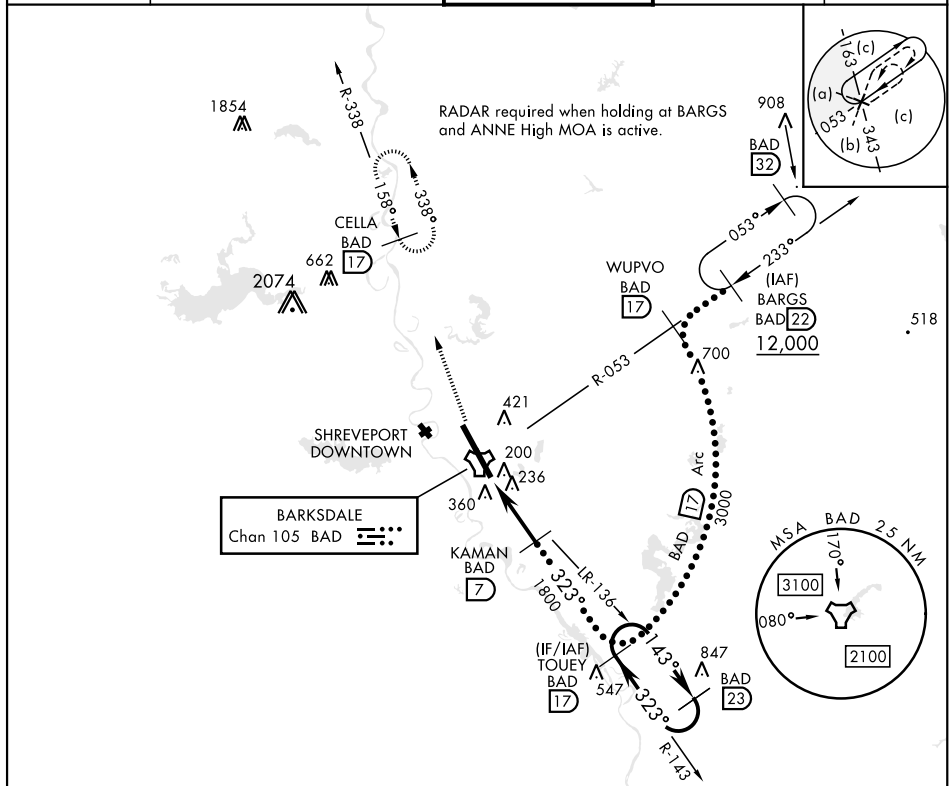 RADAR required when holding at BARGS
and ANNE High MOA is active.
1854
R-338
158°
338°
CELLA
BAD
17
662
2074
908
BAD
32
163
(c)
(a)
053
(b)
343
(c)
053°
233°
WUPVO
BAD
17
(IAF)
BARGS
BAD 22
12,000
518
700
R-053
421
SHREVEPORT
DOWNTOWN
200
236
360
BARKSDALE
Chan 105 BAD
BAD 17 Arc
3000
KAMAN
BAD
7
LR-136
323°
1800
(IF/IAF)
TOUEY
BAD
17
547
143°
323°
847
BAD
23
R-143
MSA BAD 25 NM
170°
3100
080°
2100